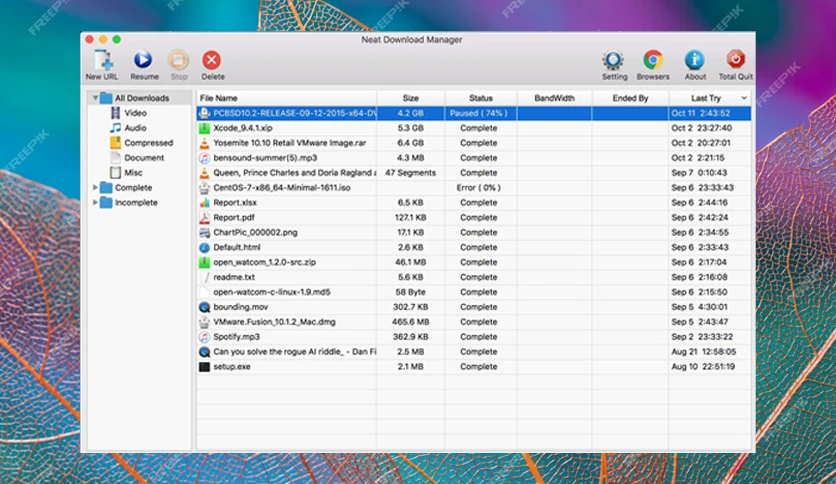 Neat Download Manager
New URL Resume Stop Delete Setting Browsers About Total Quit
All Downloads
Video
Audio
Compressed
Document
Misc
Complete
Incomplete
File Name Size Status BandWidth Ended By Last Try
PCBSD10.2-RELEASE-09-12-2015-x64-DV 4.2 GB Paused ( 74% ) Oct 11 2:43:52
Xcode_9.4.1.xip 5.3 GB Complete Oct 2 23:27:40
Yosemite 10.10 Retail VMware Image.rar 6.4 GB Complete Oct 2 20:27:01
bensound-summer(5).mp3 4.3 MB Complete Oct 2 2:21:15
Queen, Prince Charles and Doria Ragland a 47 Segments Complete Sep 7 0:10:43
CentOS-7-x86_64-Minimal-1611.iso Error ( 0% ) Sep 6 23:33:43
Report.xlsx 6.5 KB Complete Sep 6 2:44:16
Report.pdf 127.1 KB Complete Sep 6 2:42:24
ChartPic_000002.png 17.1 KB Complete Sep 6 2:34:55
Default.html 2.6 KB Complete Sep 6 2:33:43
open_watcom_1.2.0-src.zip 46.1 MB Complete Sep 6 2:17:04
readme.txt 5.6 KB Complete Sep 6 2:16:08
open-watcom-c-linux-1.9.md5 58 Byte Complete Sep 6 2:15:50
bounding.mov 302.7 KB Complete Sep 5 4:30:01
VMware.Fusion_10.1.2_Mac.dmg 465.6 MB Complete Sep 5 2:43:47
Spotify.mp3 362.9 KB Complete Sep 2 23:33:22
Can you solve the rogue AI riddle_ - Dan Fi 2.5 MB Complete Aug 21 12:58:05
setup.exe 2.1 MB Complete Aug 10 22:51:19
FREEPIK
FREEPIK
FREEPIK
FREEPIK